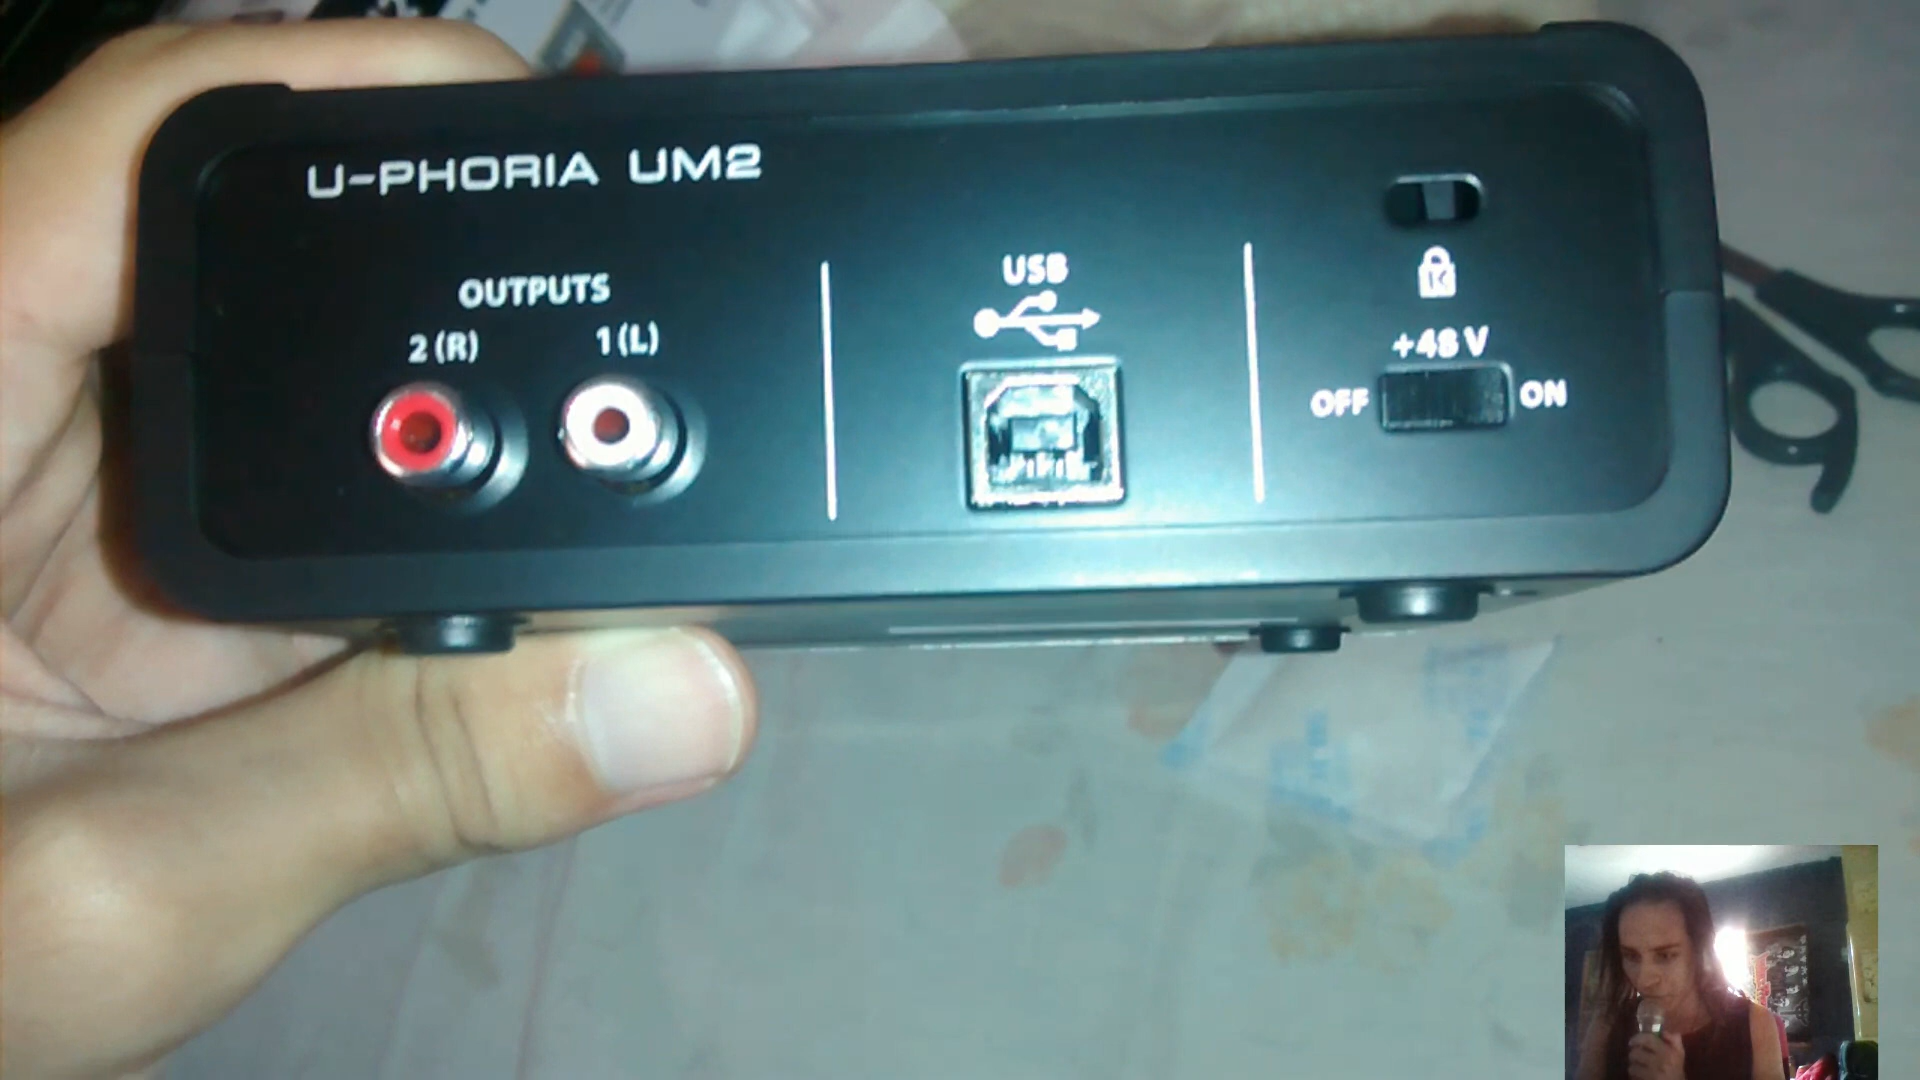 U-PHORIA UM2
OUTPUTS
2 (R) 1 (L)
USB
K
+48 V
OFF ON